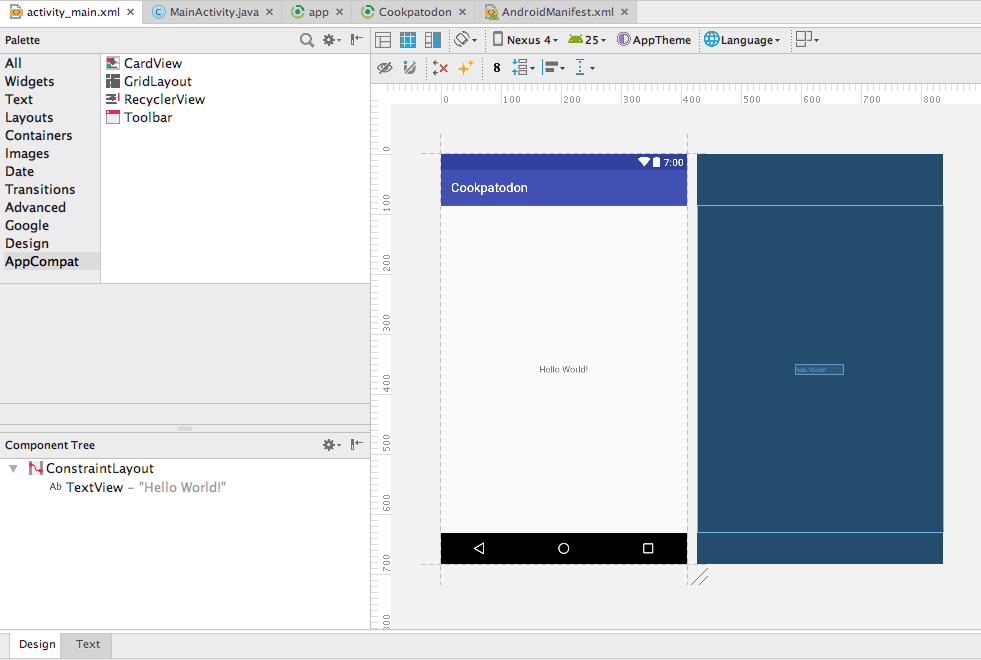 activity_main.xml MainActivity.java app Cookpatodon AndroidManifest.xml
Palette
All
Widgets
Text
Layouts
Containers
Images
Date
Transitions
Advanced
Google
Design
AppCompat
CardView
GridLayout
RecyclerView
Toolbar
Nexus 4 25 AppTheme Language
8
0 100 200 300 400 500 600 700 800
0
100
200
300
400
500
600
700
800
7:00
Cookpatodon
Hello World!
Hello World!
Component Tree
ConstraintLayout
Ab TextView – "Hello World!"
Design Text